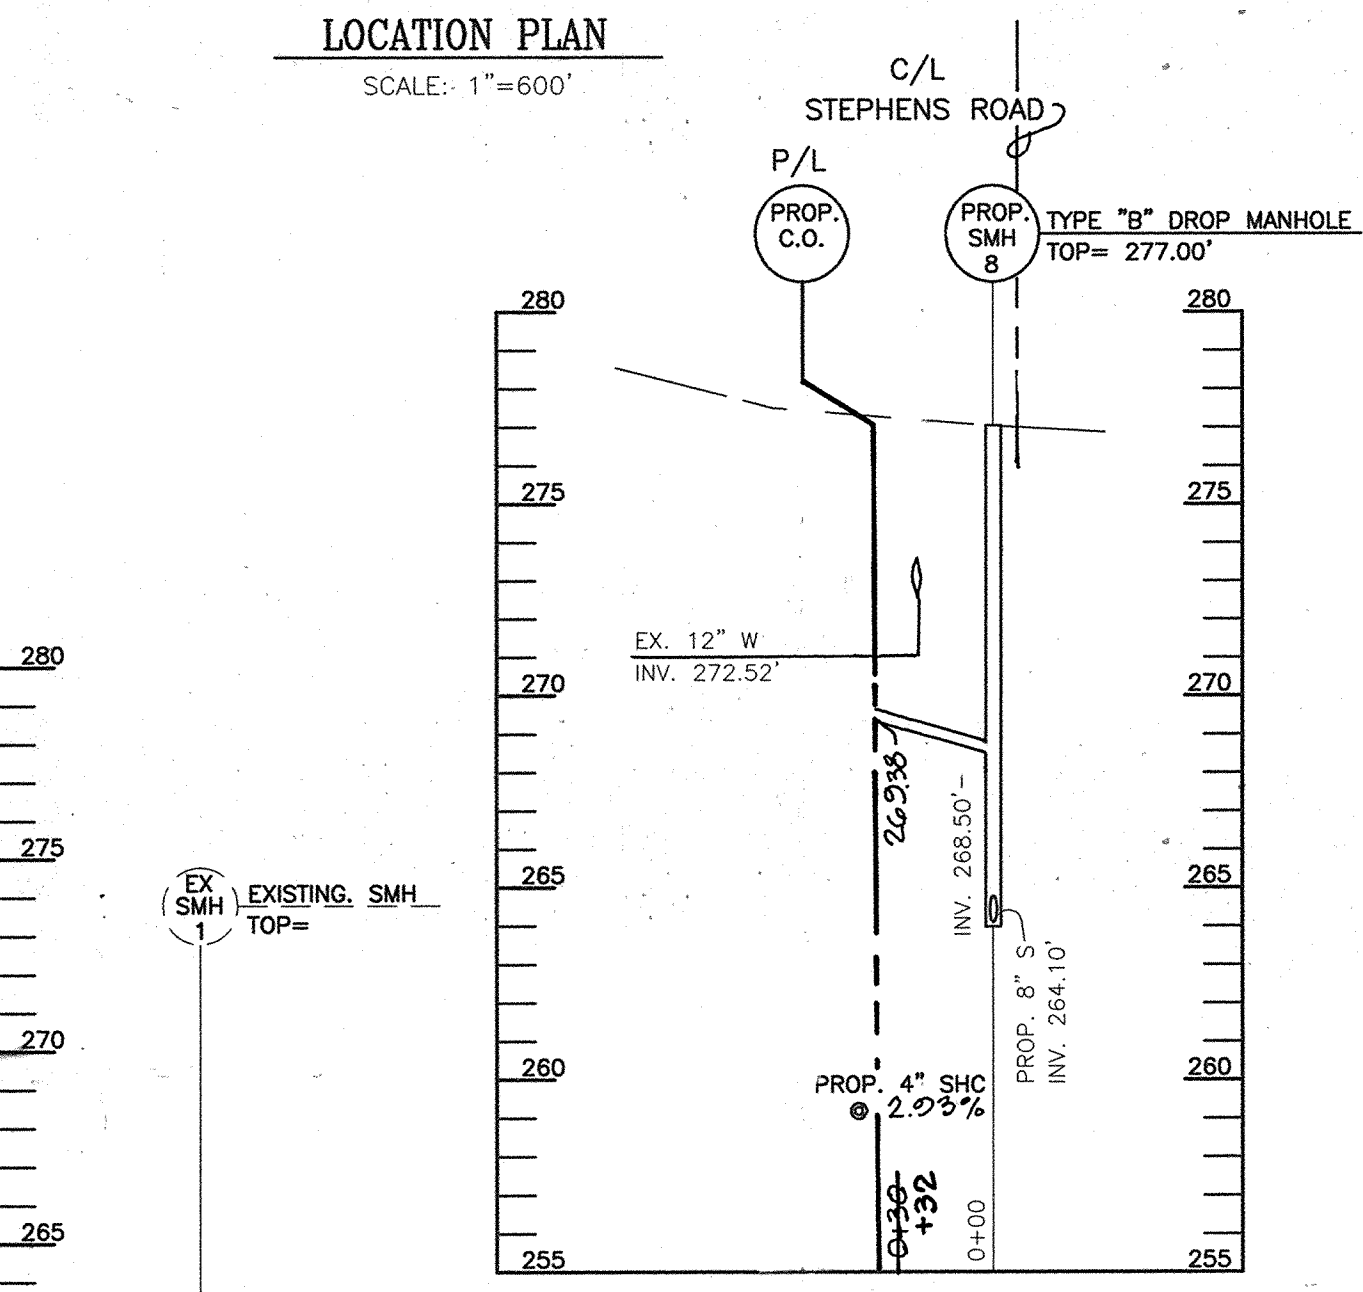 LOCATION PLAN
SCALE: 1"=600'
C/L
STEPHENS ROAD
P/L
PROP.
C.O.
PROP.
SMH
8
TYPE "B" DROP MANHOLE
TOP= 277.00'
280
275
270
265
260
255
280
275
270
265
260
255
EX. 12" W
INV. 272.52'
269.38
INV. 268.50'
PROP. 8" S
INV. 264.10'
PROP. 4" SHC
@ 2.93%
0+30
+32
0+00
280
275
270
265
EX
SMH
1
EXISTING. SMH
TOP=